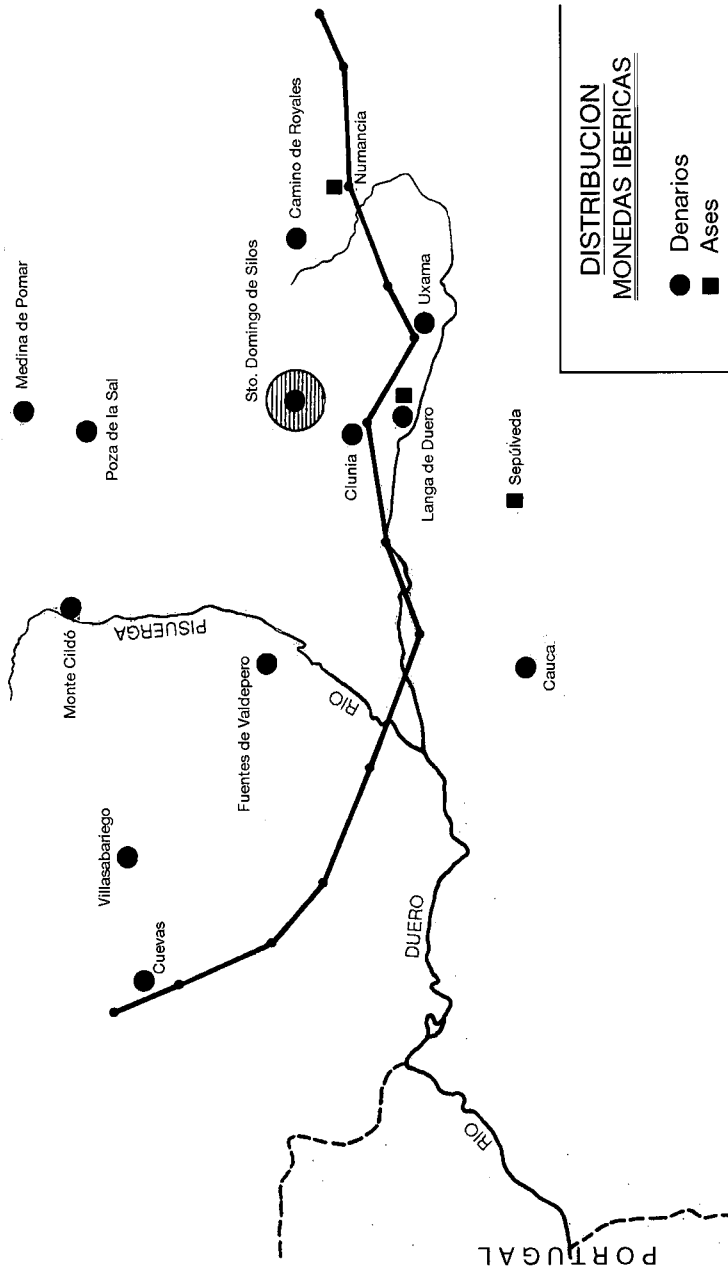 Medina de Pomar
Poza de la Sal
Monte Cildó
Villasabariego
Cuevas
PISUERGA
RIO
Fuentes de Valdepero
Sto. Domingo de Silos
Camino de Royales
Numancia
Clunia
Uxama
Langa de Duero
Sepúlveda
Cauca.
DUERO
RIO
PORTUGAL
DISTRIBUCION
MONEDAS IBERICAS
Denarios
Ases